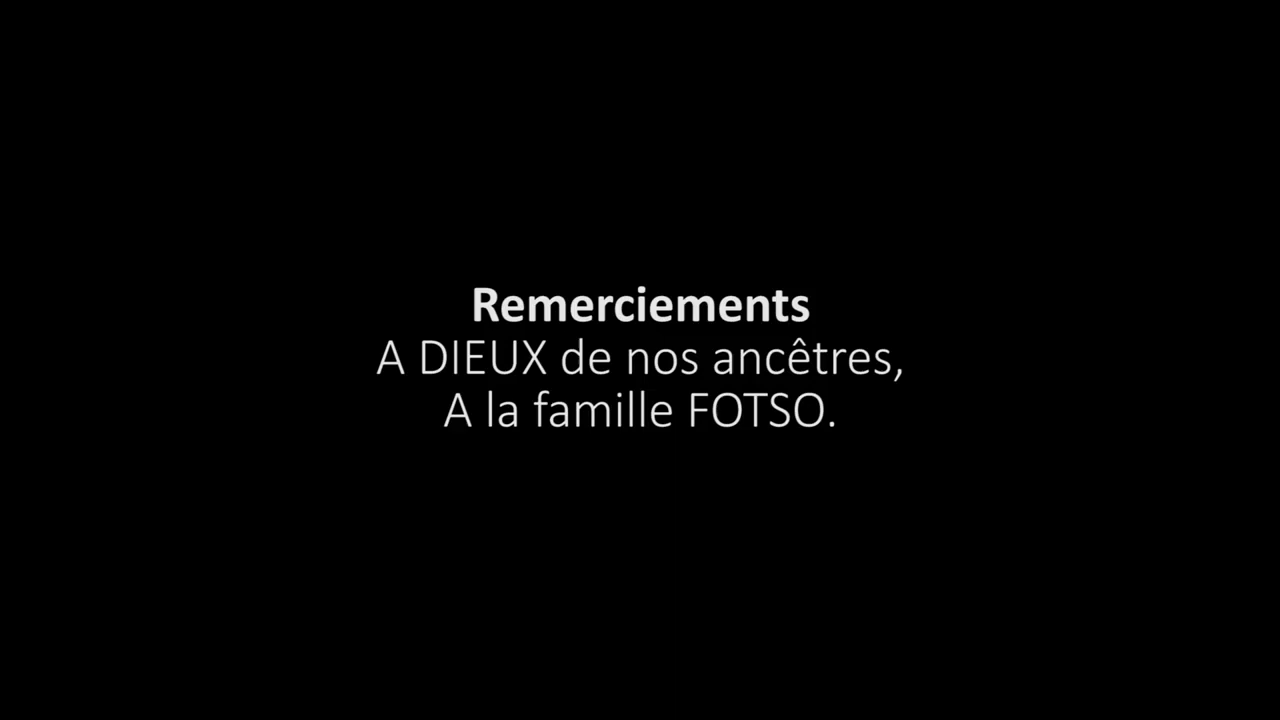 Remerciements
A DIEUX de nos ancêtres,
A la famille FOTSO.